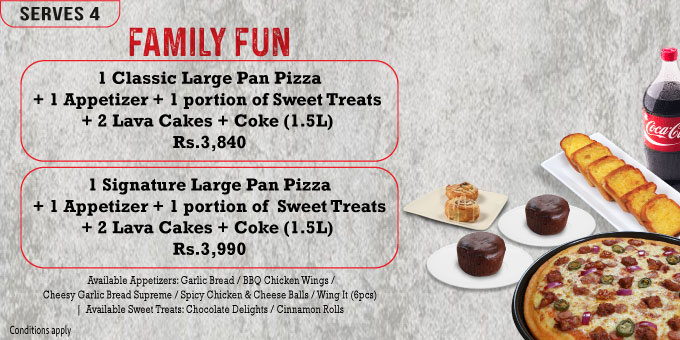 SERVES 4
FAMILY FUN
1 Classic Large Pan Pizza
+ 1 Appetizer + 1 portion of Sweet Treats
+ 2 Lava Cakes + Coke (1.5L)
Rs.3,840
1 Signature Large Pan Pizza
+ 1 Appetizer + 1 portion of Sweet Treats
+ 2 Lava Cakes + Coke (1.5L)
Rs.3,990
Available Appetizers: Garlic Bread / BBQ Chicken Wings /
Cheesy Garlic Bread Supreme / Spicy Chicken & Cheese Balls / Wing It (6pcs)
| Available Sweet Treats: Chocolate Delights / Cinnamon Rolls
Conditions apply
Coca-Co